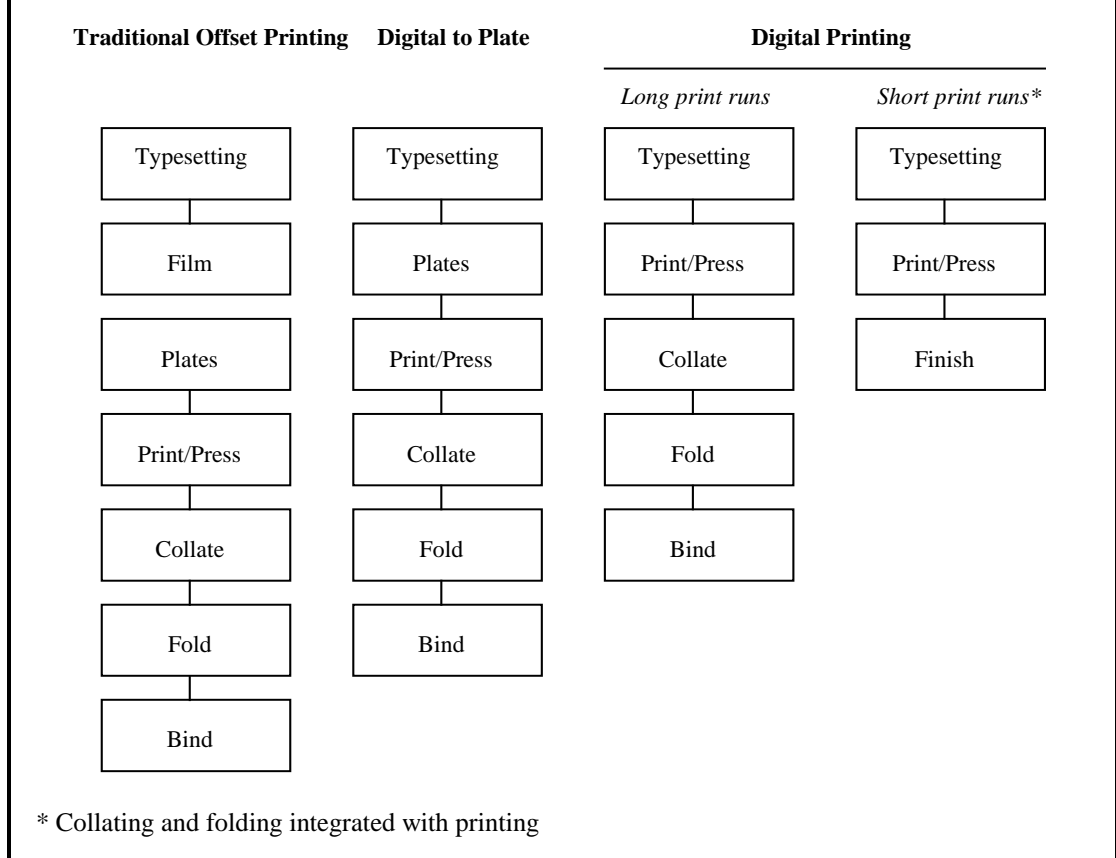 Traditional Offset Printing Digital to Plate Digital Printing
Long print runs Short print runs*
Typesetting Typesetting Typesetting Typesetting
Film Plates Print/Press Print/Press
Plates Print/Press Collate Finish
Print/Press Collate Fold
Collate Fold Bind
Fold Bind
Bind
* Collating and folding integrated with printing